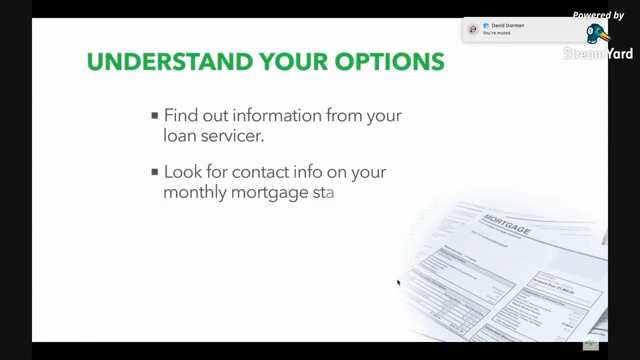 Powered by
David Dorman
You're muted
StreamYard
UNDERSTAND YOUR OPTIONS
Find out information from your
loan servicer.
Look for contact info on your
monthly mortgage sta
MORTGAGE